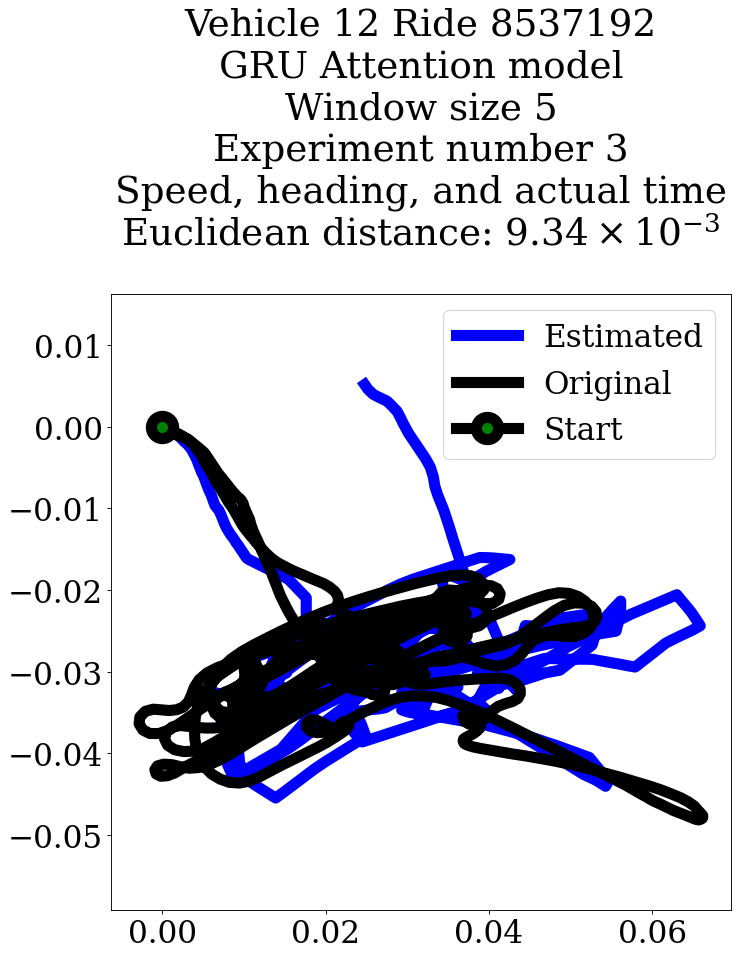 Vehicle 12 Ride 8537192
GRU Attention model
Window size 5
Experiment number 3
Speed, heading, and actual time
Euclidean distance: 9.34 × 10⁻³
Estimated
Original
Start
0.01
0.00
−0.01
−0.02
−0.03
−0.04
−0.05
0.00 0.02 0.04 0.06